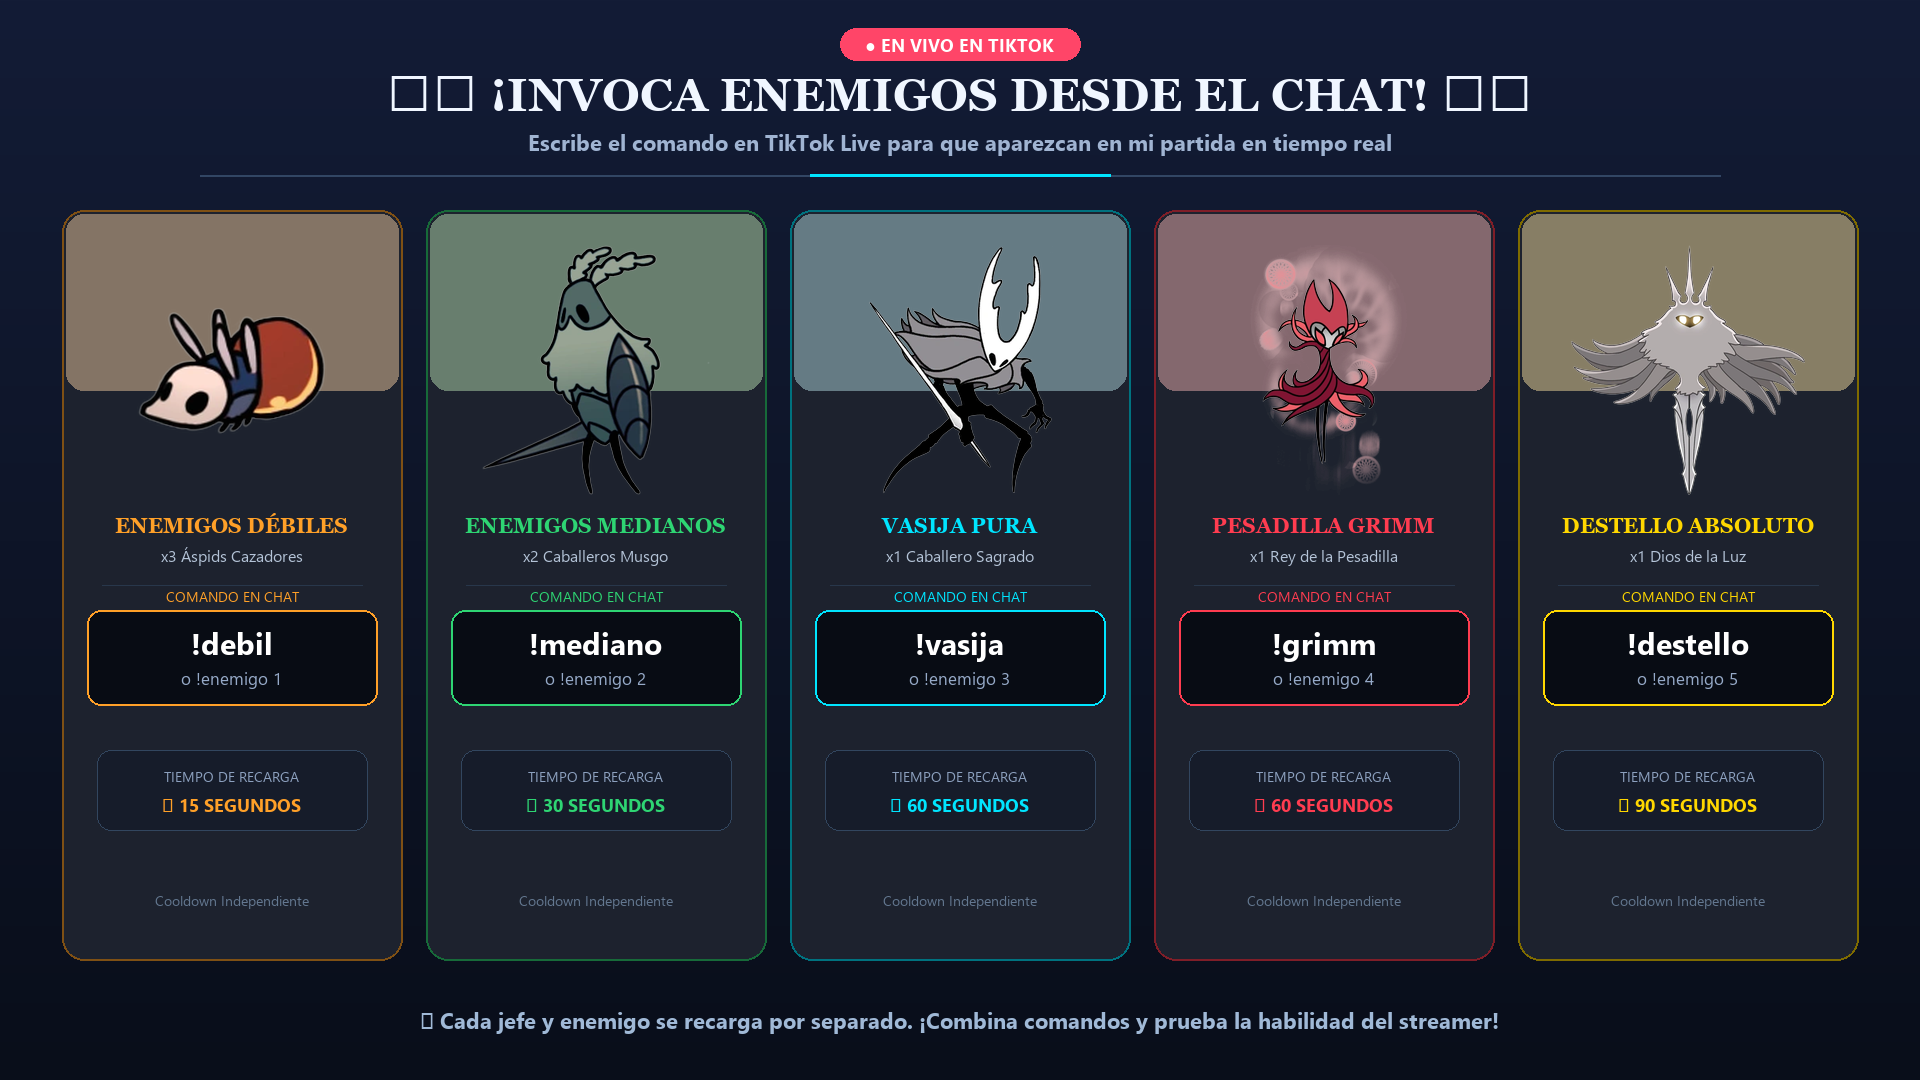 ● EN VIVO EN TIKTOK
□□ ¡INVOCA ENEMIGOS DESDE EL CHAT! □□
Escribe el comando en TikTok Live para que aparezcan en mi partida en tiempo real
ENEMIGOS DÉBILES
x3 Áspids Cazadores
COMANDO EN CHAT
!debil
o !enemigo 1
TIEMPO DE RECARGA
▯ 15 SEGUNDOS
Cooldown Independiente
ENEMIGOS MEDIANOS
x2 Caballeros Musgo
COMANDO EN CHAT
!mediano
o !enemigo 2
TIEMPO DE RECARGA
▯ 30 SEGUNDOS
Cooldown Independiente
VASIJA PURA
x1 Caballero Sagrado
COMANDO EN CHAT
!vasija
o !enemigo 3
TIEMPO DE RECARGA
▯ 60 SEGUNDOS
Cooldown Independiente
PESADILLA GRIMM
x1 Rey de la Pesadilla
COMANDO EN CHAT
!grimm
o !enemigo 4
TIEMPO DE RECARGA
▯ 60 SEGUNDOS
Cooldown Independiente
DESTELLO ABSOLUTO
x1 Dios de la Luz
COMANDO EN CHAT
!destello
o !enemigo 5
TIEMPO DE RECARGA
▯ 90 SEGUNDOS
Cooldown Independiente
▯ Cada jefe y enemigo se recarga por separado. ¡Combina comandos y prueba la habilidad del streamer!